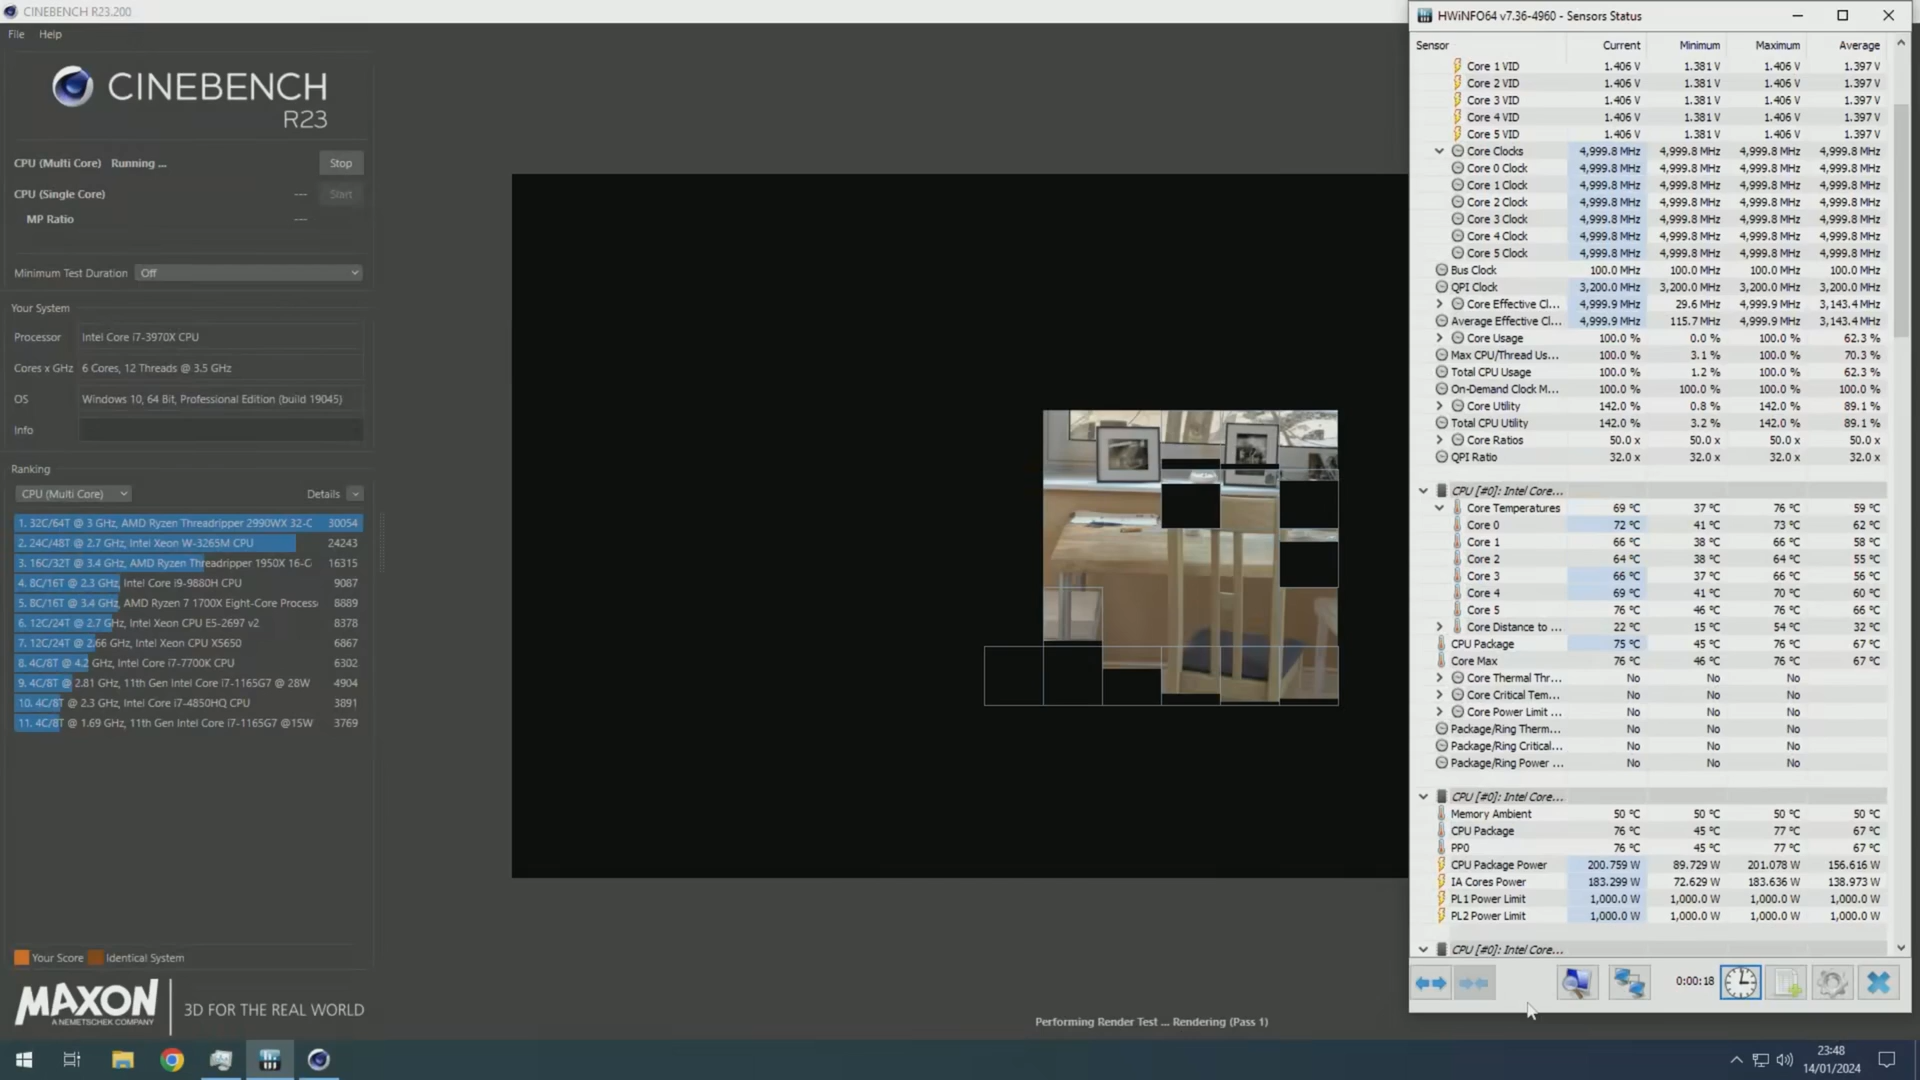 CINEBENCH R23.200
File Help
CINEBENCH
R23
CPU (Multi Core) Running ... Stop
CPU (Single Core) --- Start
MP Ratio ---
Minimum Test Duration Off
Your System
Processor Intel Core i7-3970X CPU
Cores x GHz 6 Cores, 12 Threads @ 3.5 GHz
OS Windows 10, 64 Bit, Professional Edition (build 19045)
Info
Ranking
CPU (Multi Core) Details
1. 32C/64T @ 3 GHz, AMD Ryzen Threadripper 2990WX 32-C 30054
2. 24C/48T @ 2.7 GHz, Intel Xeon W-3265M CPU 24243
3. 16C/32T @ 3.4 GHz, AMD Ryzen Threadripper 1950X 16-C 16315
4. 8C/16T @ 2.3 GHz, Intel Core i9-9880H CPU 9087
5. 8C/16T @ 3.4 GHz, AMD Ryzen 7 1700X Eight-Core Process 8889
6. 12C/24T @ 2.7 GHz, Intel Xeon CPU E5-2697 v2 8378
7. 12C/24T @ 2.66 GHz, Intel Xeon CPU X5650 6867
8. 4C/8T @ 4.2 GHz, Intel Core i7-7700K CPU 6302
9. 4C/8T @ 2.81 GHz, 11th Gen Intel Core i7-1165G7 @ 28W 4904
10. 4C/8T @ 2.3 GHz, Intel Core i7-4850HQ CPU 3891
11. 4C/8T @ 1.69 GHz, 11th Gen Intel Core i7-1165G7 @15W 3769
Your Score Identical System
MAXON
A NEMETSCHEK COMPANY
3D FOR THE REAL WORLD
Performing Render Test ... Rendering (Pass 1)
HWiNFO64 v7.36-4960 - Sensors Status
Sensor Current Minimum Maximum Average
Core 1 VID 1.406 V 1.381 V 1.406 V 1.397 V
Core 2 VID 1.406 V 1.381 V 1.406 V 1.397 V
Core 3 VID 1.406 V 1.381 V 1.406 V 1.397 V
Core 4 VID 1.406 V 1.381 V 1.406 V 1.397 V
Core 5 VID 1.406 V 1.381 V 1.406 V 1.397 V
Core Clocks 4,999.8 MHz 4,999.8 MHz 4,999.8 MHz 4,999.8 MHz
Core 0 Clock 4,999.8 MHz 4,999.8 MHz 4,999.8 MHz 4,999.8 MHz
Core 1 Clock 4,999.8 MHz 4,999.8 MHz 4,999.8 MHz 4,999.8 MHz
Core 2 Clock 4,999.8 MHz 4,999.8 MHz 4,999.8 MHz 4,999.8 MHz
Core 3 Clock 4,999.8 MHz 4,999.8 MHz 4,999.8 MHz 4,999.8 MHz
Core 4 Clock 4,999.8 MHz 4,999.8 MHz 4,999.8 MHz 4,999.8 MHz
Core 5 Clock 4,999.8 MHz 4,999.8 MHz 4,999.8 MHz 4,999.8 MHz
Bus Clock 100.0 MHz 100.0 MHz 100.0 MHz 100.0 MHz
QPI Clock 3,200.0 MHz 3,200.0 MHz 3,200.0 MHz 3,200.0 MHz
Core Effective Cl... 4,999.9 MHz 29.6 MHz 4,999.9 MHz 3,143.4 MHz
Average Effective Cl... 4,999.9 MHz 115.7 MHz 4,999.9 MHz 3,143.4 MHz
Core Usage 100.0 % 0.0 % 100.0 % 62.3 %
Max CPU/Thread Us... 100.0 % 3.1 % 100.0 % 70.3 %
Total CPU Usage 100.0 % 1.2 % 100.0 % 62.3 %
On-Demand Clock M... 100.0 % 100.0 % 100.0 % 100.0 %
Core Utility 142.0 % 0.8 % 142.0 % 89.1 %
Total CPU Utility 142.0 % 3.2 % 142.0 % 89.1 %
Core Ratios 50.0 x 50.0 x 50.0 x 50.0 x
QPI Ratio 32.0 x 32.0 x 32.0 x 32.0 x
CPU [#0]: Intel Core...
Core Temperatures 69 °C 37 °C 76 °C 59 °C
Core 0 72 °C 41 °C 73 °C 62 °C
Core 1 66 °C 38 °C 66 °C 58 °C
Core 2 64 °C 38 °C 64 °C 55 °C
Core 3 66 °C 37 °C 66 °C 56 °C
Core 4 69 °C 41 °C 70 °C 60 °C
Core 5 76 °C 46 °C 76 °C 66 °C
Core Distance to ... 22 °C 15 °C 54 °C 32 °C
CPU Package 75 °C 45 °C 76 °C 67 °C
Core Max 76 °C 46 °C 76 °C 67 °C
Core Thermal Thr... No No No
Core Critical Tem... No No No
Core Power Limit ... No No No
Package/Ring Therm... No No No
Package/Ring Critical... No No No
Package/Ring Power ... No No No
CPU [#0]: Intel Core...
Memory Ambient 50 °C 50 °C 50 °C 50 °C
CPU Package 76 °C 45 °C 77 °C 67 °C
PP0 76 °C 45 °C 77 °C 67 °C
CPU Package Power 200.759 W 89.729 W 201.078 W 156.616 W
IA Cores Power 183.299 W 72.629 W 183.636 W 138.973 W
PL1 Power Limit 1,000.0 W 1,000.0 W 1,000.0 W 1,000.0 W
PL2 Power Limit 1,000.0 W 1,000.0 W 1,000.0 W 1,000.0 W
CPU [#0]: Intel Core...
0:00:18
23:48
14/01/2024